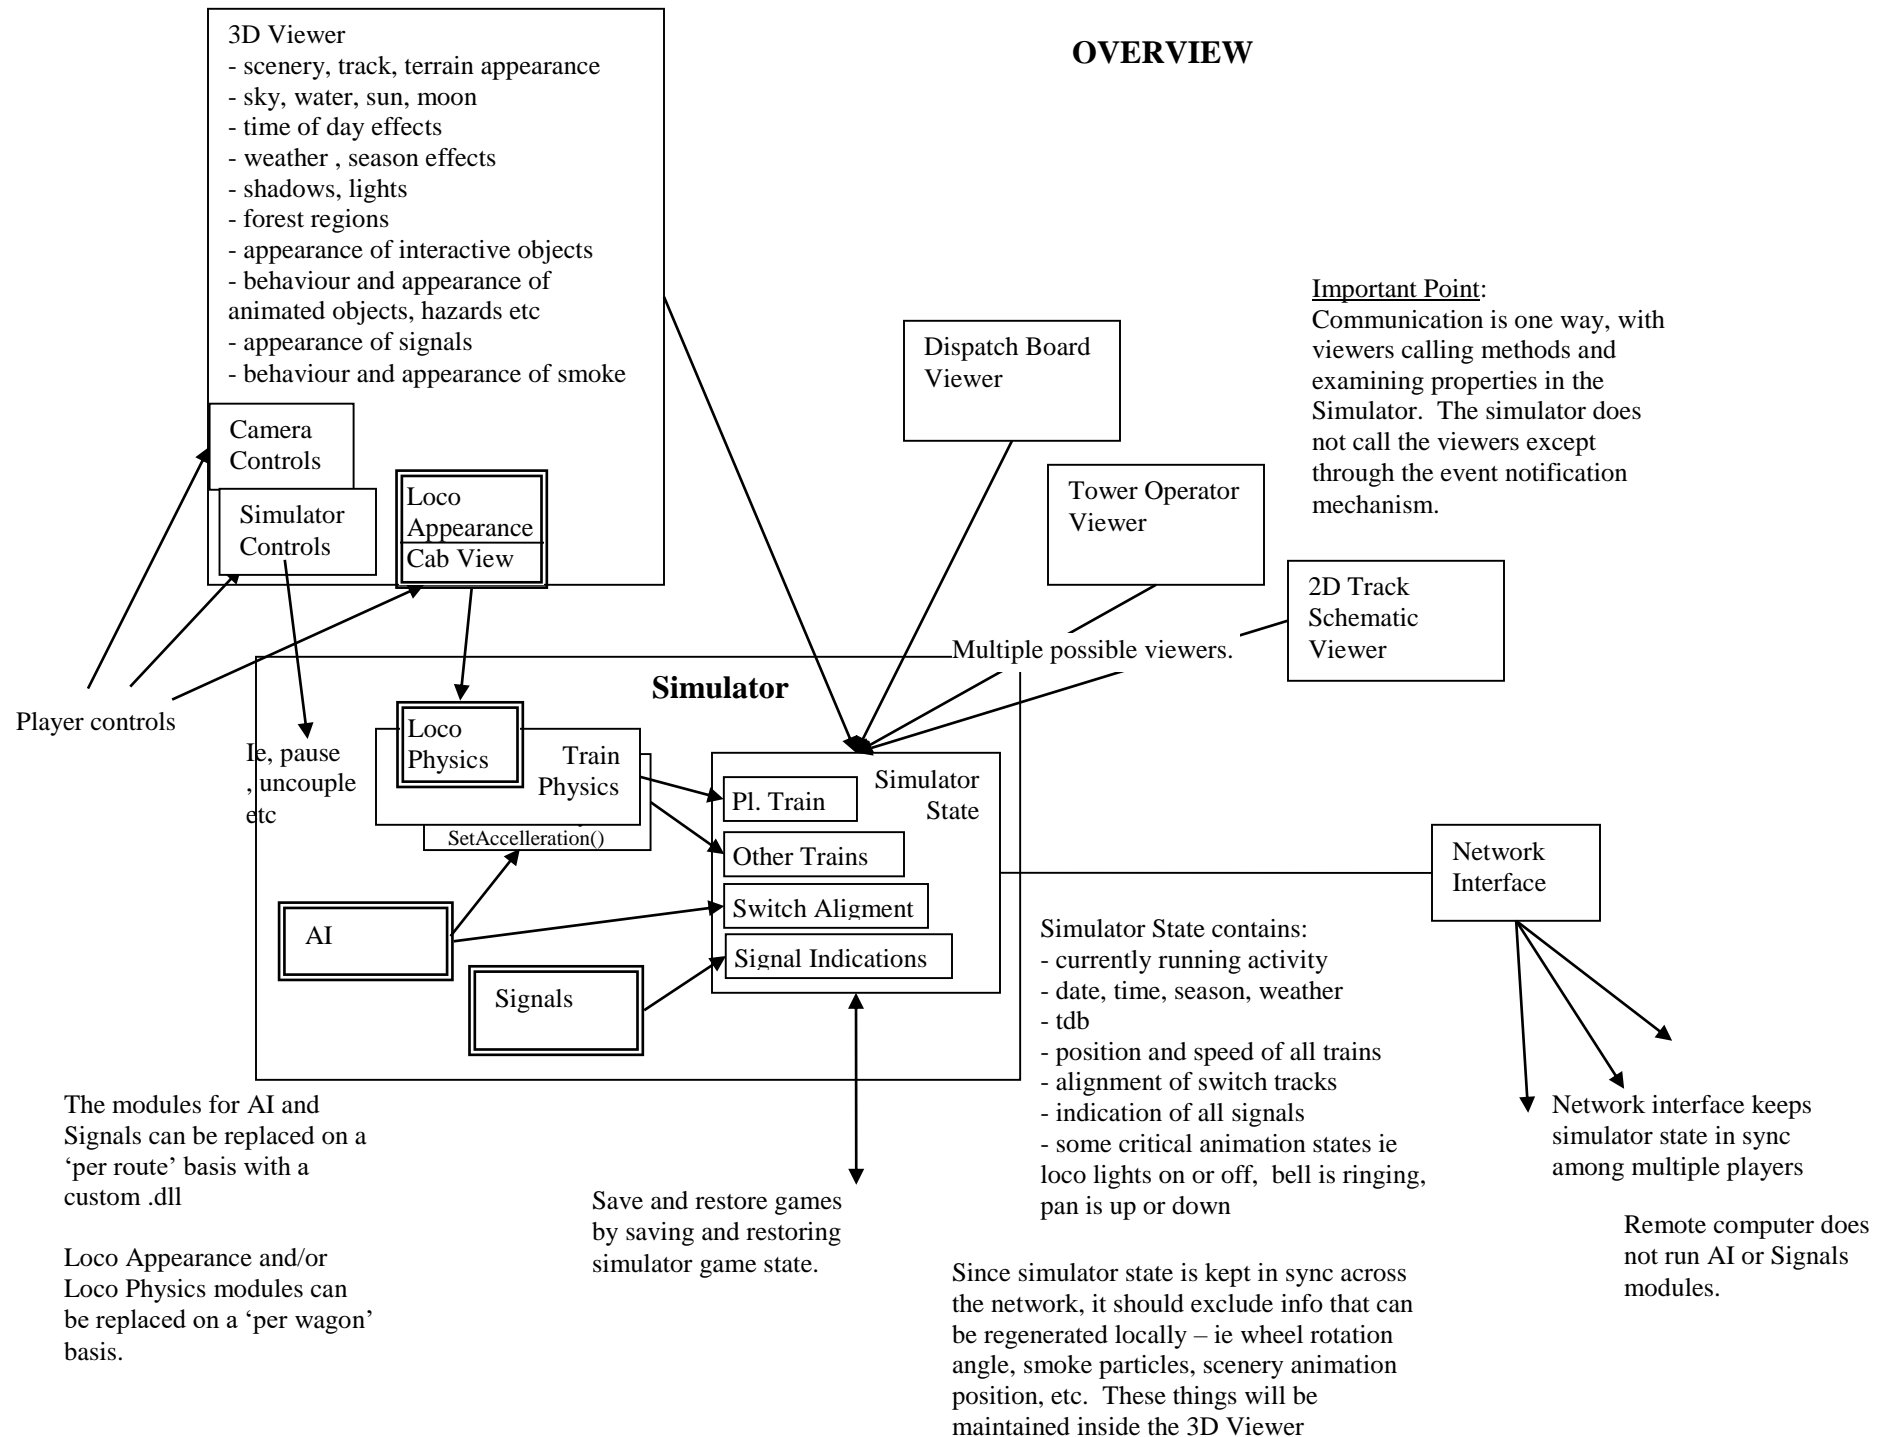 OVERVIEW
3D Viewer
- scenery, track, terrain appearance
- sky, water, sun, moon
- time of day effects
- weather , season effects
- shadows, lights
- forest regions
- appearance of interactive objects
- behaviour and appearance of
animated objects, hazards etc
- appearance of signals
- behaviour and appearance of smoke
Camera
Controls
Simulator
Controls
Loco
Appearance
Cab View
Dispatch Board
Viewer
Tower Operator
Viewer
2D Track
Schematic
Viewer
Important Point:
Communication is one way, with
viewers calling methods and
examining properties in the
Simulator.  The simulator does
not call the viewers except
through the event notification
mechanism.
Multiple possible viewers.
Player controls
Ie, pause
, uncouple
etc
Simulator
Loco
Physics
Train
Physics
SetAccelleration()
AI
Signals
Simulator
State
Pl. Train
Other Trains
Switch Aligment
Signal Indications
Network
Interface
Simulator State contains:
- currently running activity
- date, time, season, weather
- tdb
- position and speed of all trains
- alignment of switch tracks
- indication of all signals
- some critical animation states ie
loco lights on or off,  bell is ringing,
pan is up or down
Since simulator state is kept in sync across
the network, it should exclude info that can
be regenerated locally – ie wheel rotation
angle, smoke particles, scenery animation
position, etc.  These things will be
maintained inside the 3D Viewer
Network interface keeps
simulator state in sync
among multiple players
Remote computer does
not run AI or Signals
modules.
Save and restore games
by saving and restoring
simulator game state.
The modules for AI and
Signals can be replaced on a
‘per route’ basis with a
custom .dll
Loco Appearance and/or
Loco Physics modules can
be replaced on a ‘per wagon’
basis.